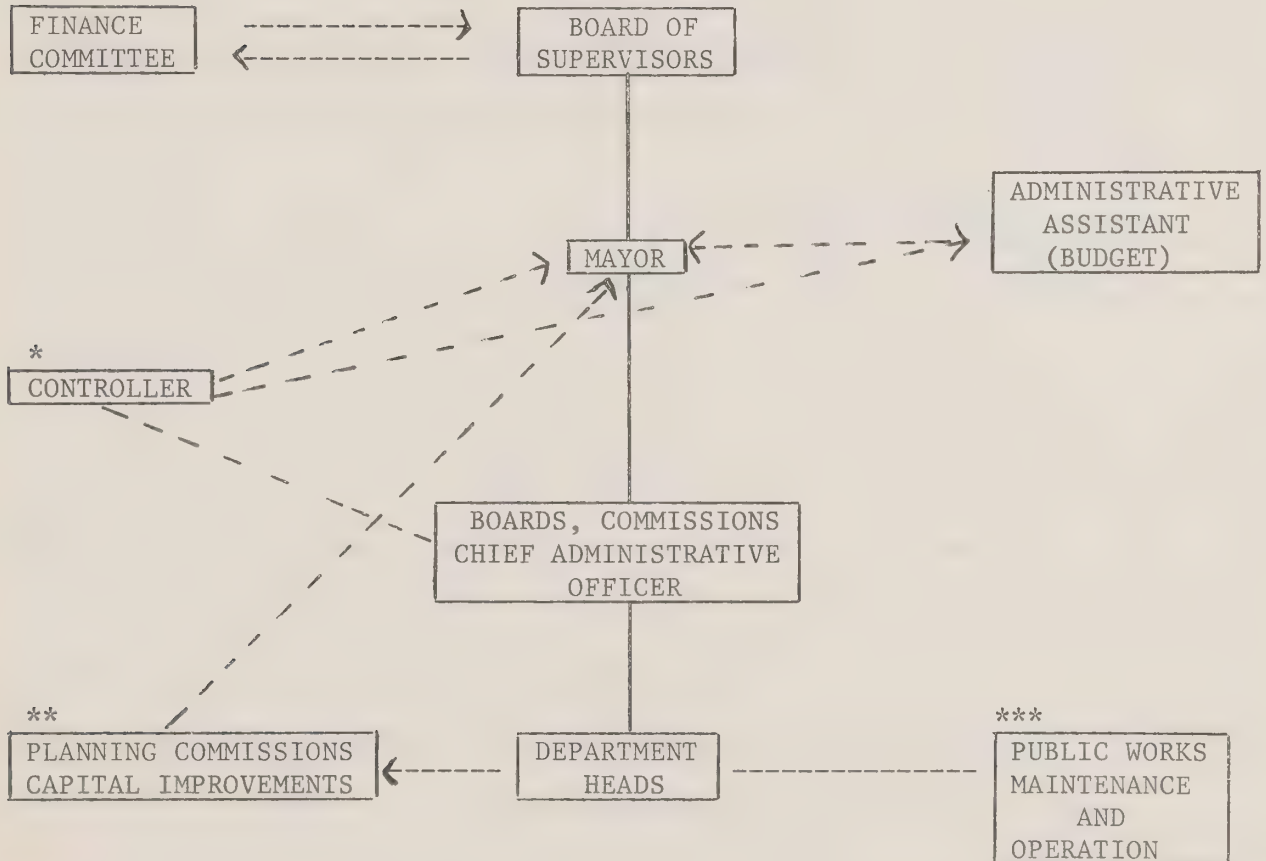 FINANCE
COMMITTEE
BOARD OF
SUPERVISORS
ADMINISTRATIVE
ASSISTANT
(BUDGET)
MAYOR
*
CONTROLLER
BOARDS, COMMISSIONS
CHIEF ADMINISTRATIVE
OFFICER
**
PLANNING COMMISSIONS
CAPITAL IMPROVEMENTS
DEPARTMENT
HEADS
***
PUBLIC WORKS
MAINTENANCE
AND
OPERATION